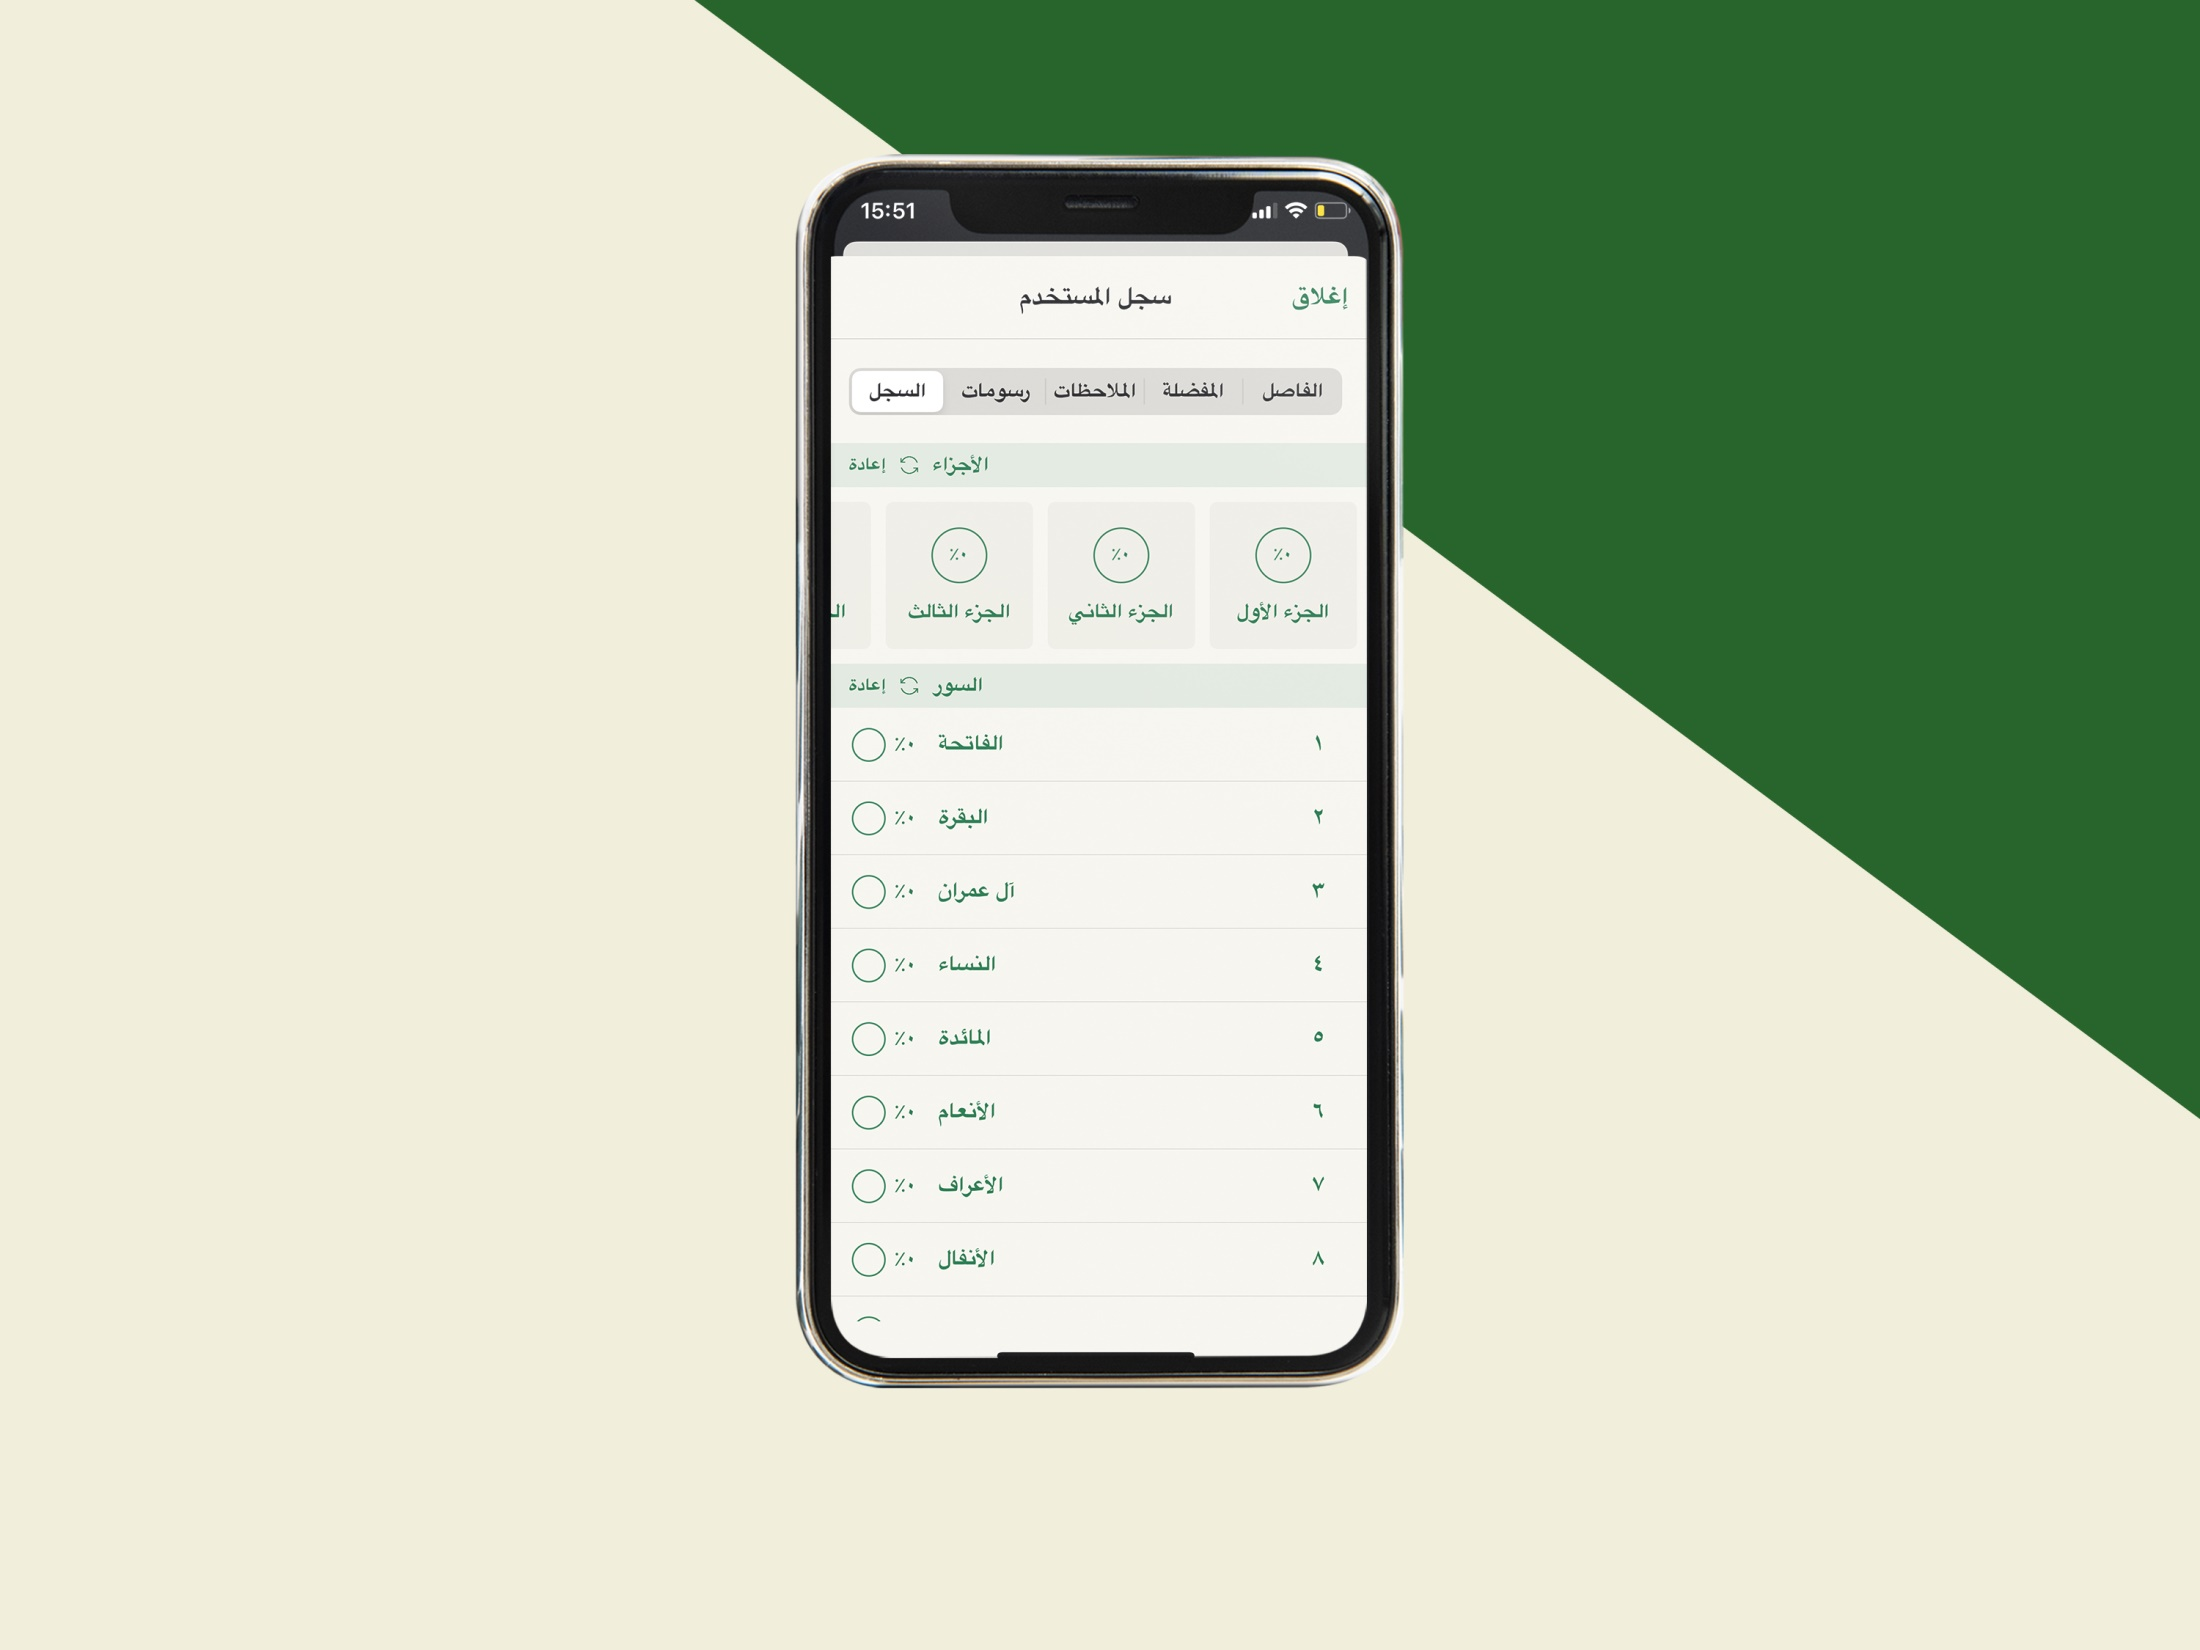 15:51
إغلاق سجل المستخدم
الفاصل المفضلة الملاحظات رسومات السجل
الأجزاء إعادة
٠٪ ٠٪ ٠٪
الجزء الأول الجزء الثاني الجزء الثالث الـ
السور إعادة
١ الفاتحة ٠٪
٢ البقرة ٠٪
٣ آل عمران ٠٪
٤ النساء ٠٪
٥ المائدة ٠٪
٦ الأنعام ٠٪
٧ الأعراف ٠٪
٨ الأنفال ٠٪